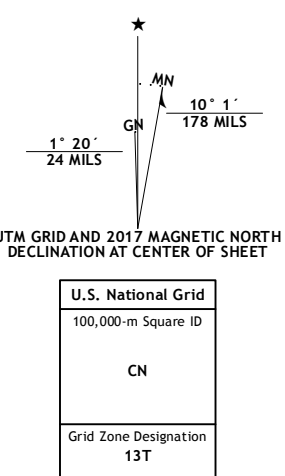 ★
MN
GN
10° 1´
178 MILS
1° 20´
24 MILS
UTM GRID AND 2017 MAGNETIC NORTH
DECLINATION AT CENTER OF SHEET
U.S. National Grid
100,000-m Square ID
CN
Grid Zone Designation
13T